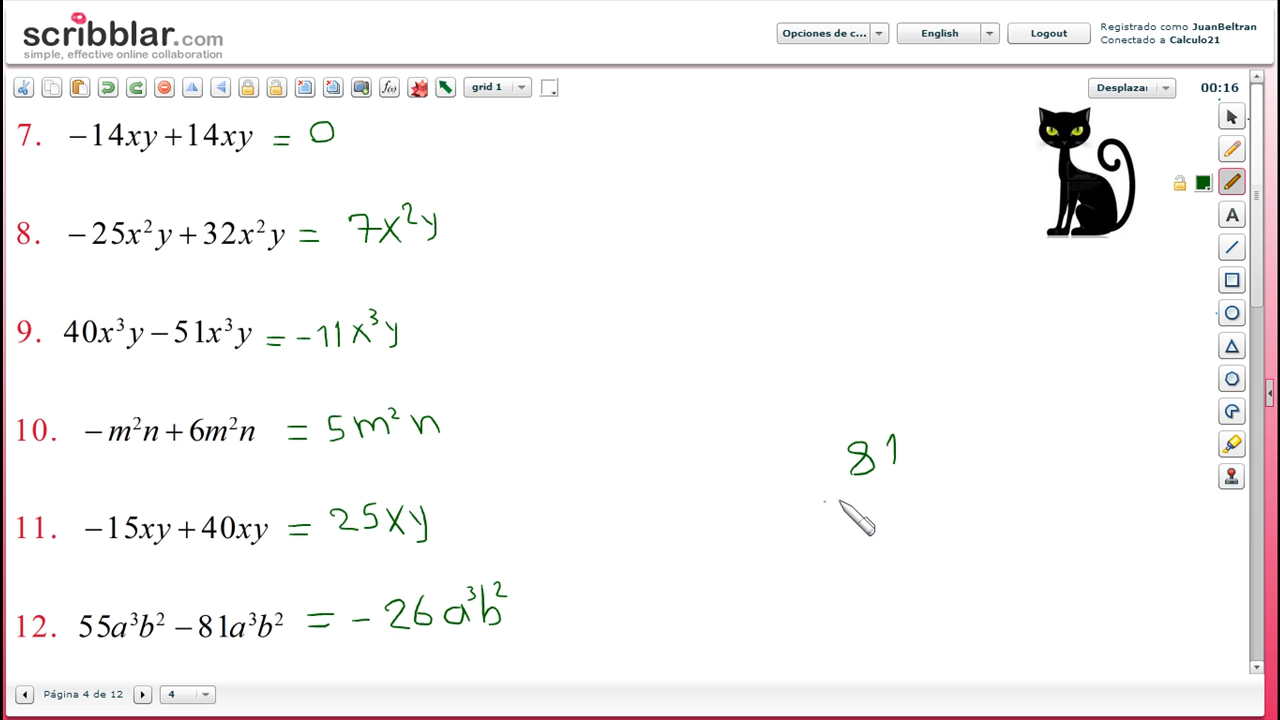 scribblar.com
simple, effective online collaboration
Opciones de c...
English
Logout
Registrado como JuanBeltran
Conectado a Calculo21
f(x)
grid 1
Desplazar
00:16
7. −14xy + 14xy = 0
8. −25x²y + 32x²y = 7x²y
9. 40x³y − 51x³y = −11x³y
10. −m²n + 6m²n = 5m²n
81
11. −15xy + 40xy = 25xy
12. 55a³b² − 81a³b² = −26a³b²
A
Página 4 de 12
4